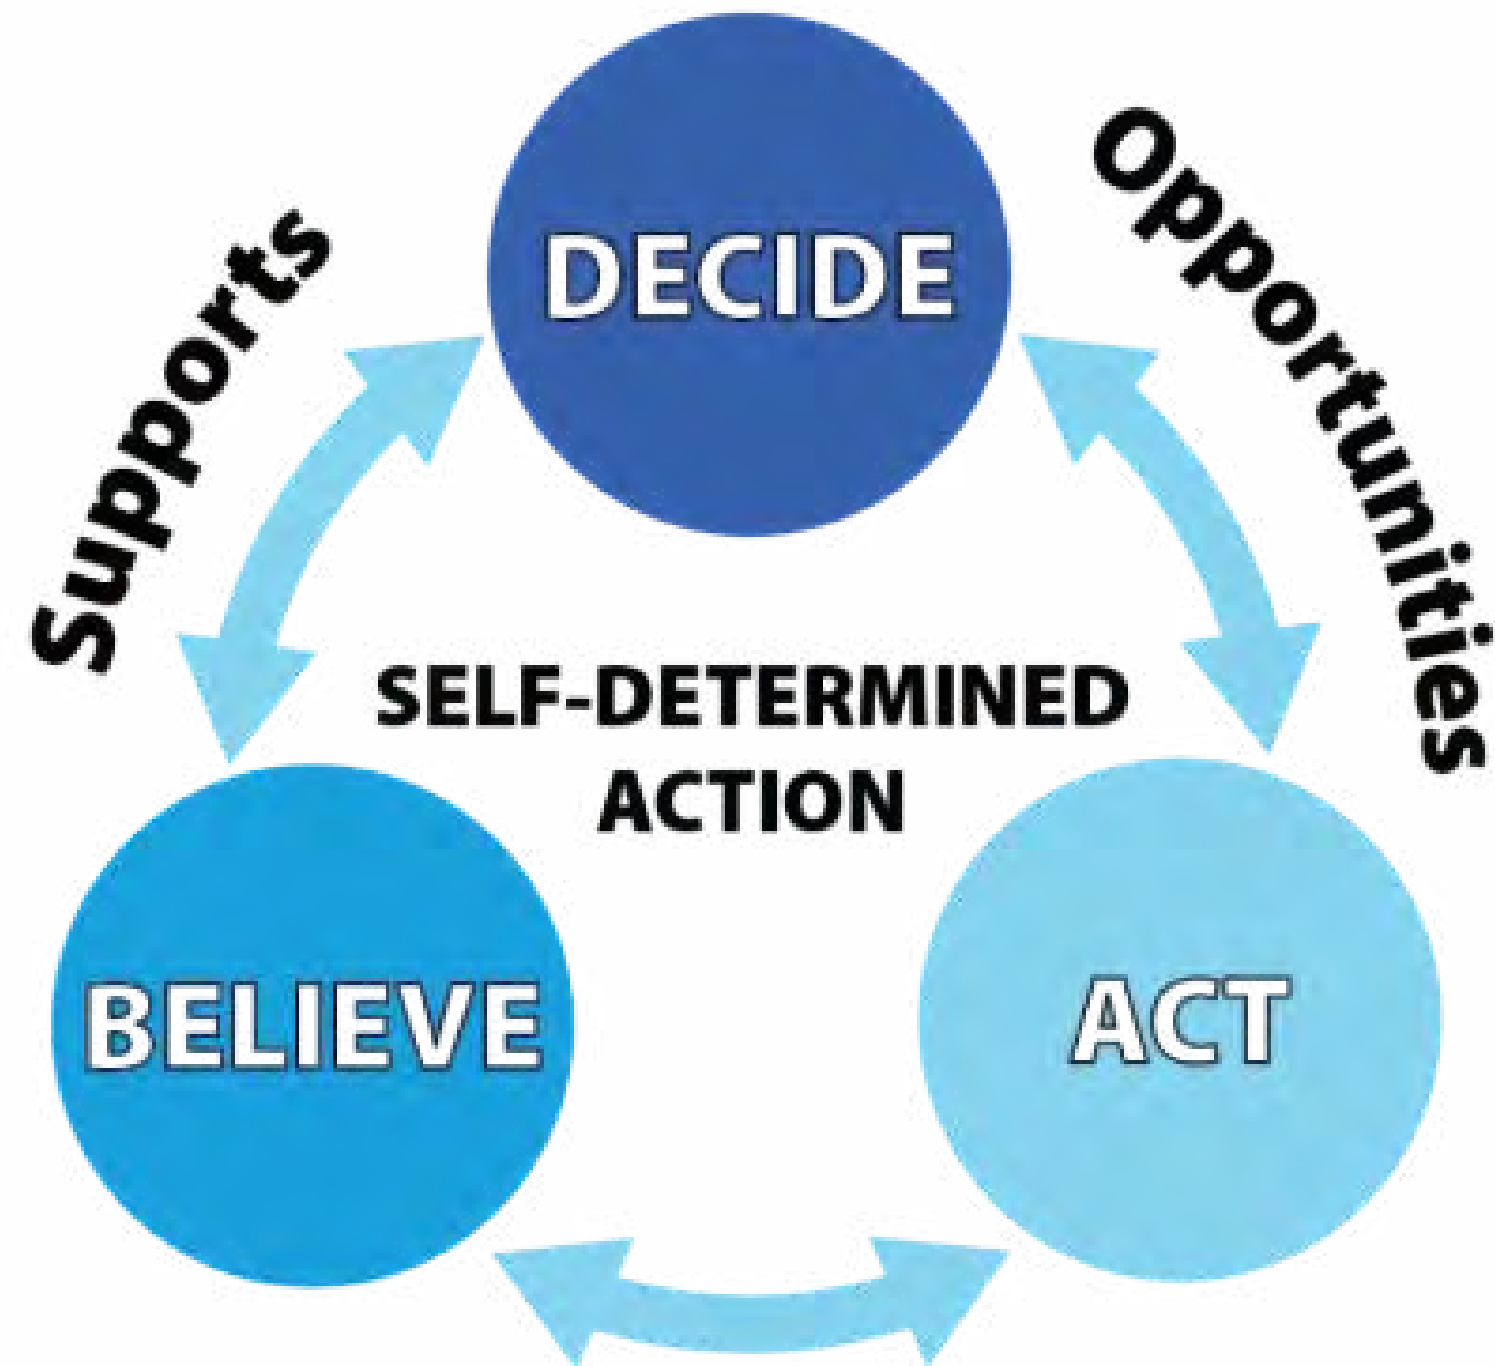 DECIDE
Supports
Opportunities
SELF-DETERMINED
ACTION
BELIEVE
ACT